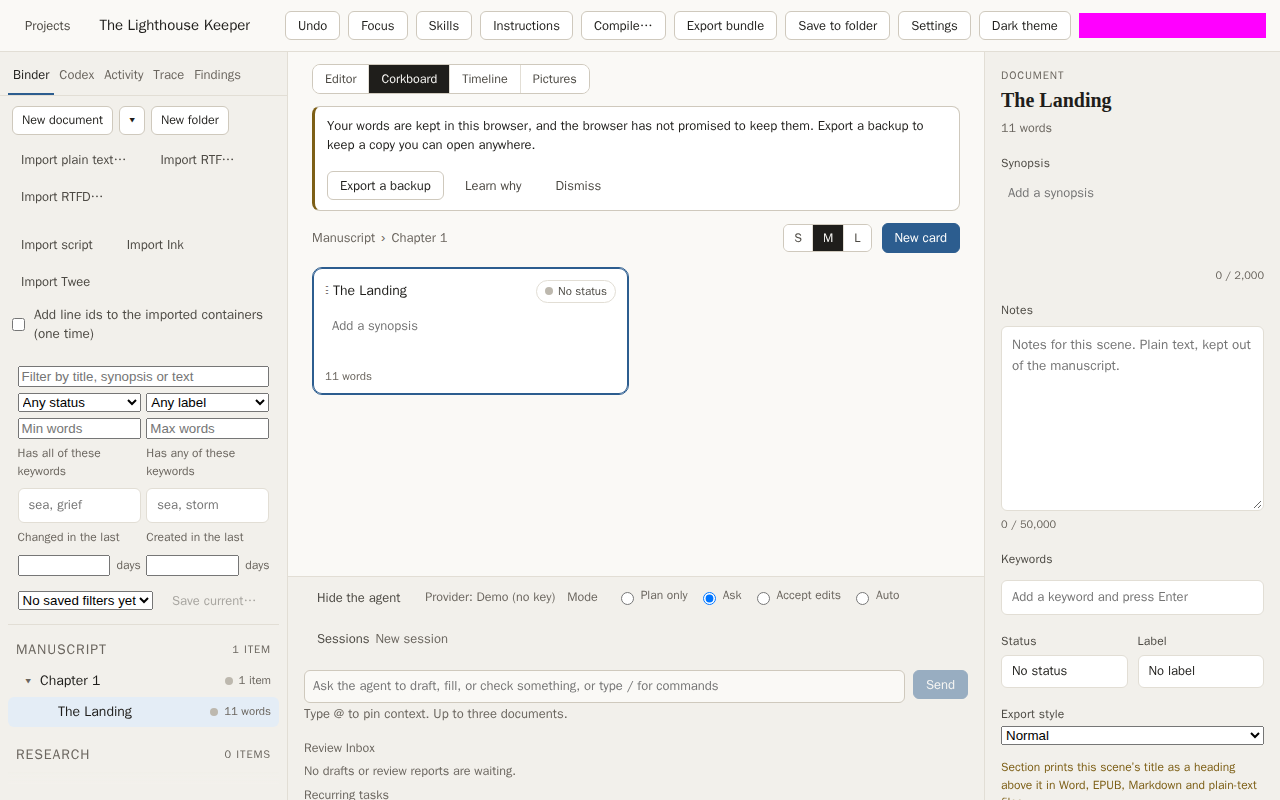 Projects
The Lighthouse Keeper
Undo
Focus
Skills
Instructions
Compile···
Export bundle
Save to folder
Settings
Dark theme
Binder
Codex
Activity
Trace
Findings
New document
▾
New folder
Import plain text···
Import RTF···
Import RTFD···
Import script
Import Ink
Import Twee
Add line ids to the imported containers
(one time)
Filter by title, synopsis or text
Any status
Any label
Min words
Max words
Has all of these
keywords
Has any of these
keywords
sea, grief
sea, storm
Changed in the last
Created in the last
days
days
No saved filters yet
Save current···
MANUSCRIPT
1 ITEM
Chapter 1
1 item
The Landing
11 words
RESEARCH
0 ITEMS
Editor
Corkboard
Timeline
Pictures
Your words are kept in this browser, and the browser has not promised to keep them. Export a backup to
keep a copy you can open anywhere.
Export a backup
Learn why
Dismiss
Manuscript › Chapter 1
S
M
L
New card
The Landing
No status
Add a synopsis
11 words
Hide the agent
Provider: Demo (no key)
Mode
Plan only
Ask
Accept edits
Auto
Sessions
New session
Ask the agent to draft, fill, or check something, or type / for commands
Send
Type @ to pin context. Up to three documents.
Review Inbox
No drafts or review reports are waiting.
Recurring tasks
DOCUMENT
The Landing
11 words
Synopsis
Add a synopsis
0 / 2,000
Notes
Notes for this scene. Plain text, kept out
of the manuscript.
0 / 50,000
Keywords
Add a keyword and press Enter
Status
Label
No status
No label
Export style
Normal
Section prints this scene's title as a heading
above it in Word, EPUB, Markdown and plain-text